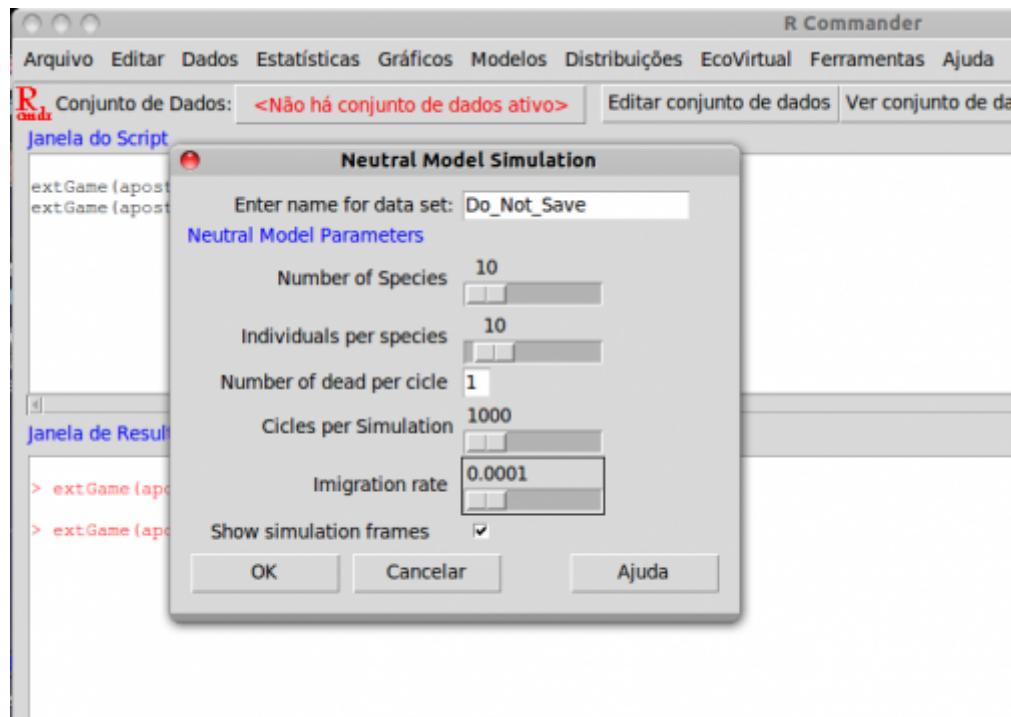 R Commander
Arquivo Editar Dados Estatísticas Gráficos Modelos Distribuições EcoVirtual Ferramentas Ajuda
R Conjunto de Dados: <Não há conjunto de dados ativo> Editar conjunto de dados Ver conjunto de da
Janela do Script
Neutral Model Simulation
extGame(apost
extGame(apost
Enter name for data set: Do_Not_Save
Neutral Model Parameters
Number of Species 10
Individuals per species 10
Number of dead per cicle 1
Cicles per Simulation 1000
Janela de Resul
Imigration rate 0.0001
> extGame(apo
> extGame(apo
Show simulation frames
OK Cancelar Ajuda